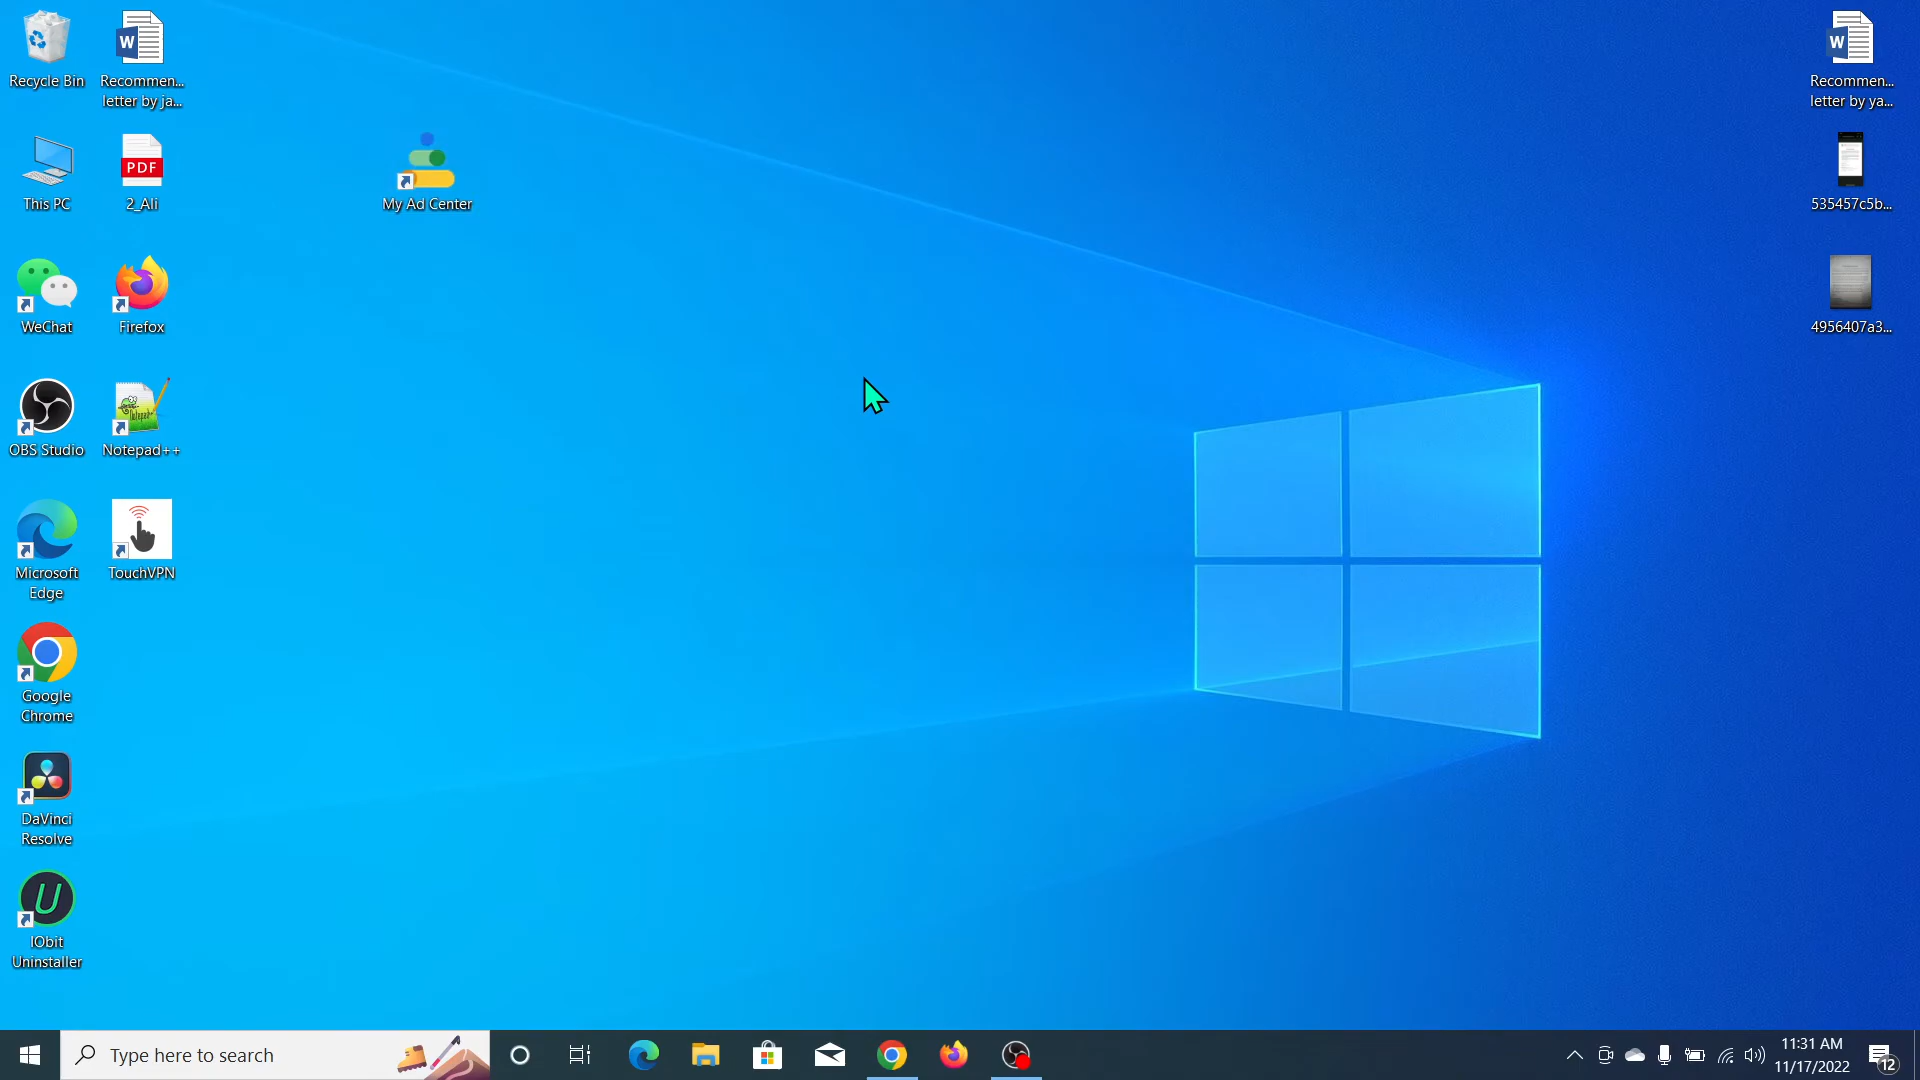 Recycle Bin
Recommen...
letter by ja...
This PC
PDF
2_Ali
WeChat
Firefox
OBS Studio
Notepad++
Microsoft
Edge
TouchVPN
Google
Chrome
DaVinci
Resolve
IObit
Uninstaller
My Ad Center
Recommen...
letter by ya...
535457c5b...
4956407a3...
Type here to search
11:31 AM
11/17/2022
12